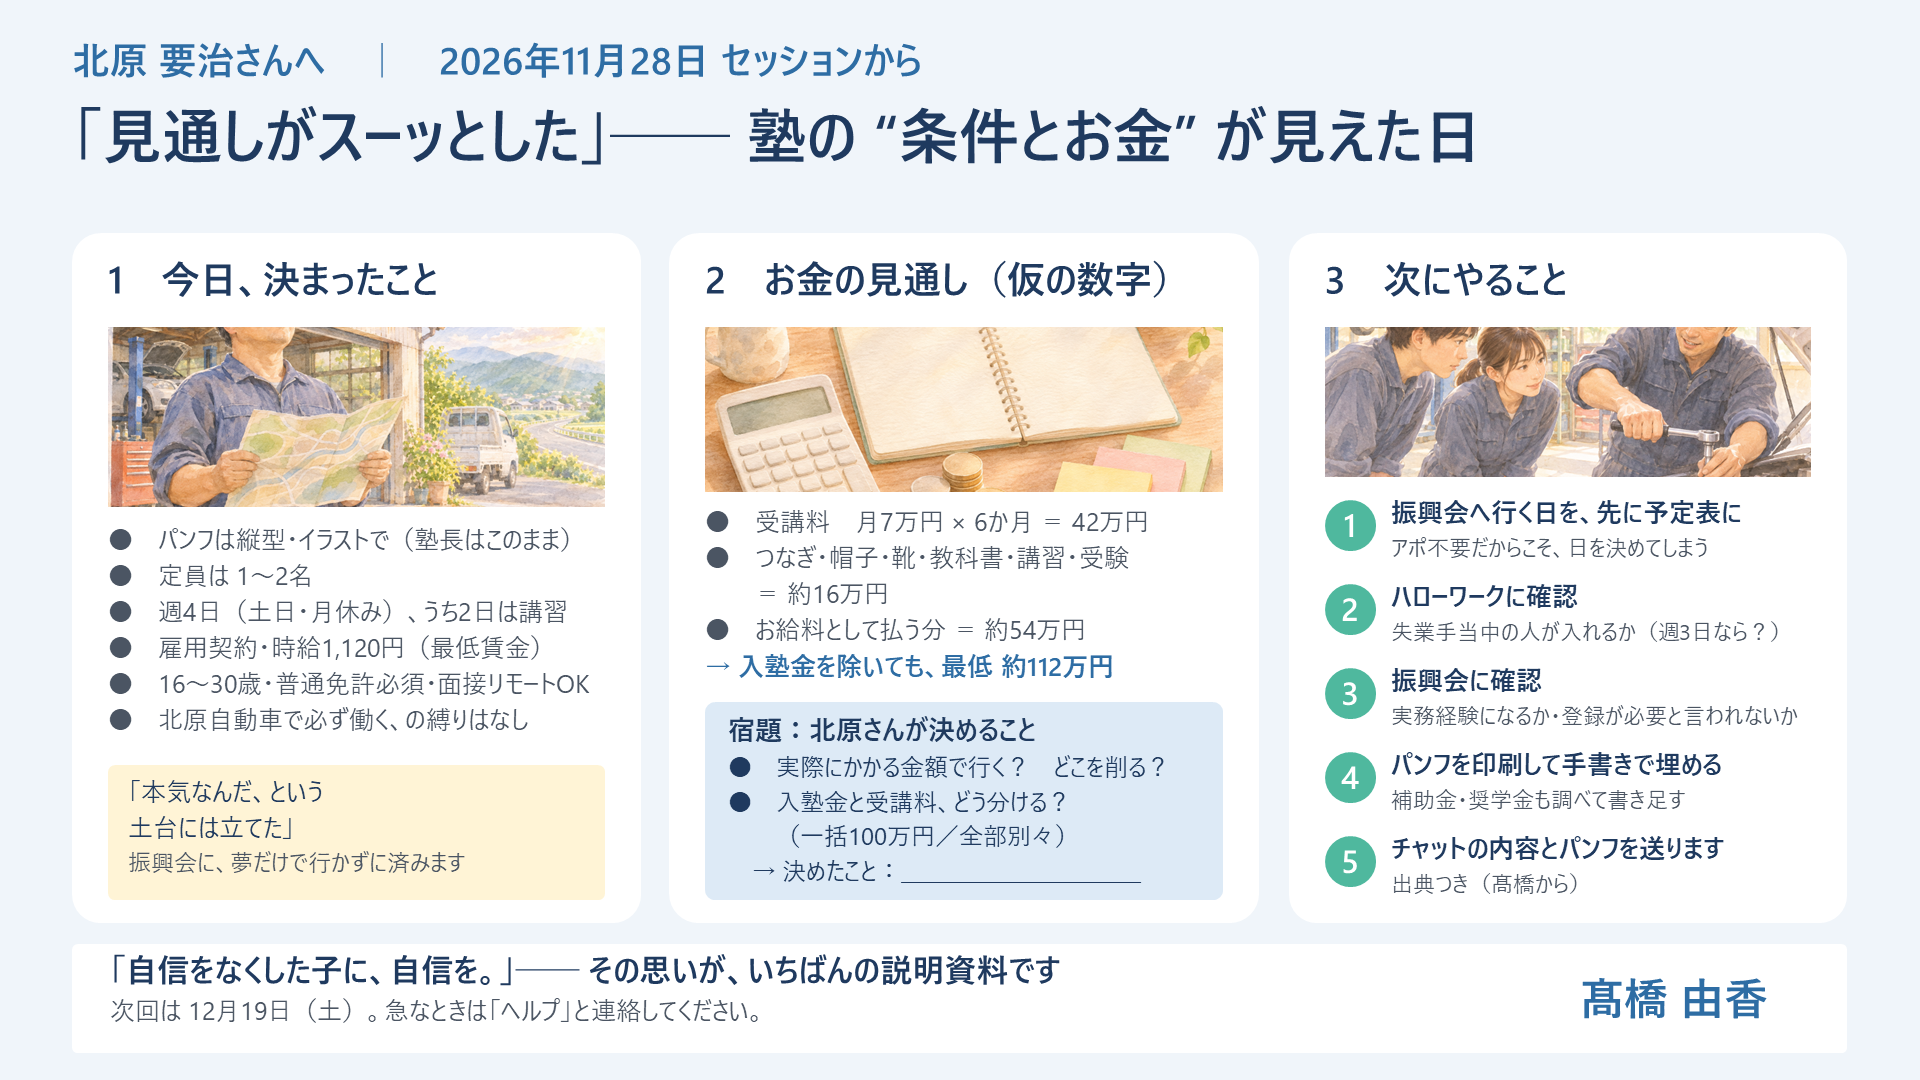 北原 要治さんへ ｜ 2026年11月28日 セッションから
「見通しがスーッとした」―― 塾の “条件とお金” が見えた日
1 今日、決まったこと
● パンフは縦型・イラストで（塾長はこのまま）
● 定員は 1～2名
● 週4日（土日・月休み）、うち2日は講習
● 雇用契約・時給1,120円（最低賃金）
● 16～30歳・普通免許必須・面接リモートOK
● 北原自動車で必ず働く、の縛りはなし
「本気なんだ、という
土台には立てた」
振興会に、夢だけで行かずに済みます
2 お金の見通し（仮の数字）
● 受講料 月7万円 × 6か月 ＝ 42万円
● つなぎ・帽子・靴・教科書・講習・受験
＝ 約16万円
● お給料として払う分 ＝ 約54万円
→ 入塾金を除いても、最低 約112万円
宿題：北原さんが決めること
● 実際にかかる金額で行く？ どこを削る？
● 入塾金と受講料、どう分ける？
（一括100万円／全部別々）
→ 決めたこと：____________________
3 次にやること
1 振興会へ行く日を、先に予定表に
アポ不要だからこそ、日を決めてしまう
2 ハローワークに確認
失業手当中の人が入れるか（週3日なら？）
3 振興会に確認
実務経験になるか・登録が必要と言われないか
4 パンフを印刷して手書きで埋める
補助金・奨学金も調べて書き足す
5 チャットの内容とパンフを送ります
出典つき（髙橋から）
「自信をなくした子に、自信を。」―― その思いが、いちばんの説明資料です
次回は 12月19日（土）。急なときは「ヘルプ」と連絡してください。
髙橋 由香